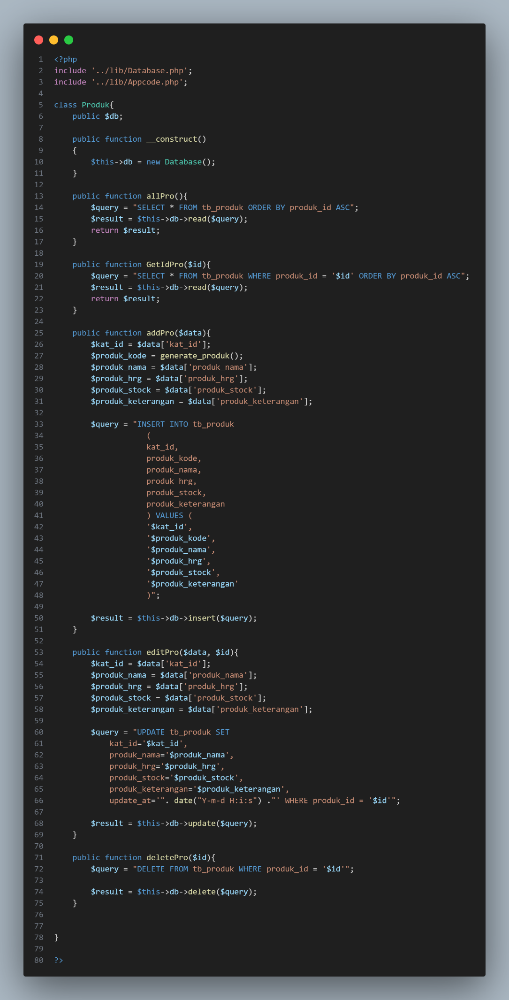 1 <?php
2 include '../lib/Database.php';
3 include '../lib/Appcode.php';
4
5 class Produk{
6     public $db;
7
8     public function __construct()
9     {
10         $this->db = new Database();
11     }
12
13     public function allPro(){
14         $query = "SELECT * FROM tb_produk ORDER BY produk_id ASC";
15         $result = $this->db->read($query);
16         return $result;
17     }
18
19     public function GetIdPro($id){
20         $query = "SELECT * FROM tb_produk WHERE produk_id = '$id' ORDER BY produk_id ASC";
21         $result = $this->db->read($query);
22         return $result;
23     }
24
25     public function addPro($data){
26         $kat_id = $data['kat_id'];
27         $produk_kode = generate_produk();
28         $produk_nama = $data['produk_nama'];
29         $produk_hrg = $data['produk_hrg'];
30         $produk_stock = $data['produk_stock'];
31         $produk_keterangan = $data['produk_keterangan'];
32
33         $query = "INSERT INTO tb_produk
34                     (
35                     kat_id,
36                     produk_kode,
37                     produk_nama,
38                     produk_hrg,
39                     produk_stock,
40                     produk_keterangan
41                     ) VALUES (
42                     '$kat_id',
43                     '$produk_kode',
44                     '$produk_nama',
45                     '$produk_hrg',
46                     '$produk_stock',
47                     '$produk_keterangan'
48                     )";
49
50         $result = $this->db->insert($query);
51     }
52
53     public function editPro($data, $id){
54         $kat_id = $data['kat_id'];
55         $produk_nama = $data['produk_nama'];
56         $produk_hrg = $data['produk_hrg'];
57         $produk_stock = $data['produk_stock'];
58         $produk_keterangan = $data['produk_keterangan'];
59
60         $query = "UPDATE tb_produk SET
61             kat_id='$kat_id',
62             produk_nama='$produk_nama',
63             produk_hrg='$produk_hrg',
64             produk_stock='$produk_stock',
65             produk_keterangan='$produk_keterangan',
66             update_at='". date("Y-m-d H:i:s") ."' WHERE produk_id = '$id'";
67
68         $result = $this->db->update($query);
69     }
70
71     public function deletePro($id){
72         $query = "DELETE FROM tb_produk WHERE produk_id = '$id'";
73
74         $result = $this->db->delete($query);
75     }
76
77
78 }
79
80 ?>